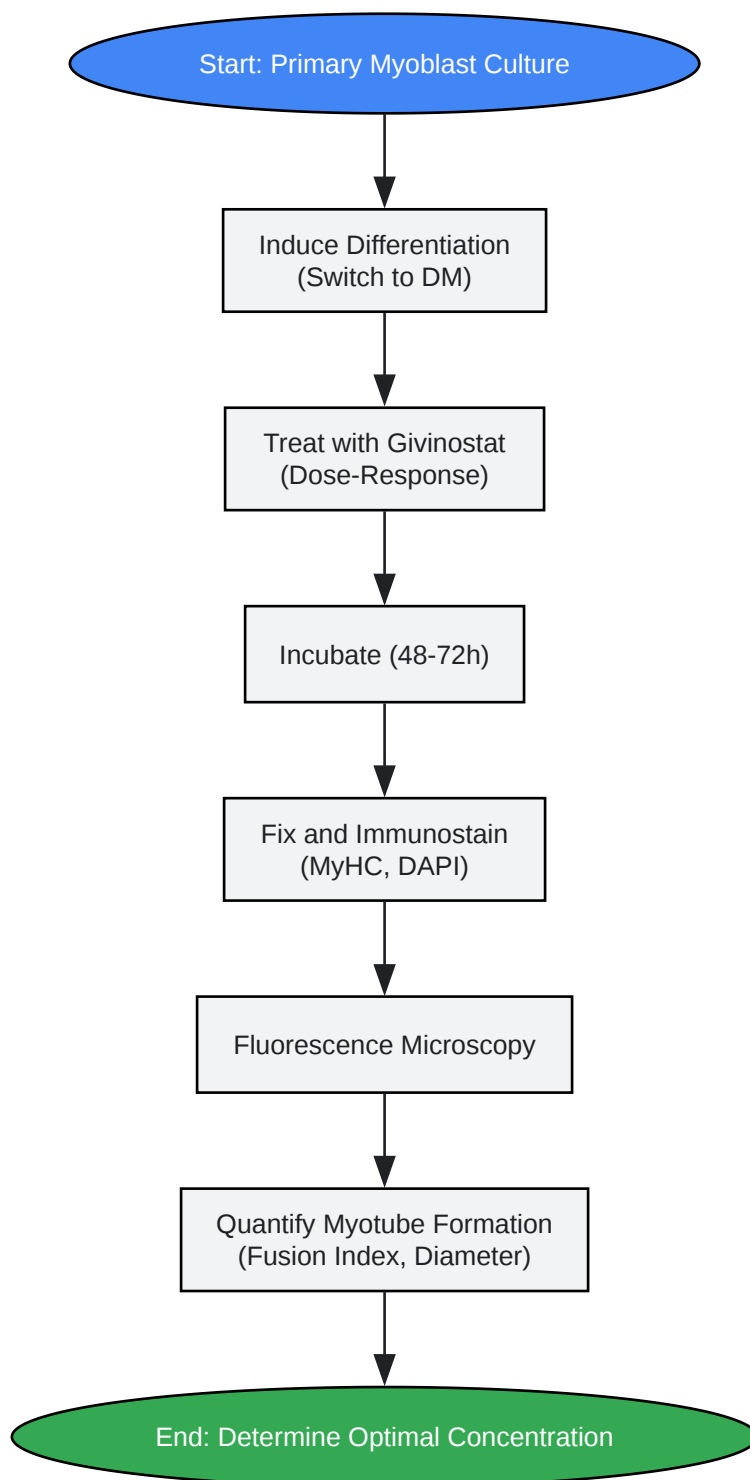 Start: Primary Myoblast Culture
Induce Differentiation
(Switch to DM)
Treat with Givinostat
(Dose-Response)
Incubate (48-72h)
Fix and Immunostain
(MyHC, DAPI)
Fluorescence Microscopy
Quantify Myotube Formation
(Fusion Index, Diameter)
End: Determine Optimal Concentration